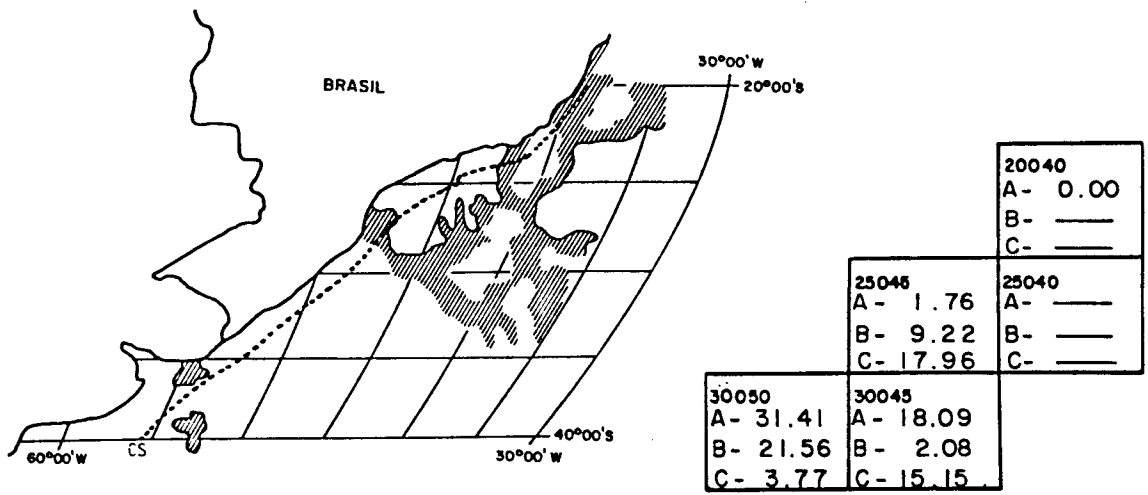 BRASIL
30°00'W
20°00'S
60°00'W
CS
30°00'W
40°00'S
20040
A- 0.00
B- —
C- —
25045
A- 1.76
B- 9.22
C- 17.96
25040
A- —
B- —
C- —
30050
A- 31.41
B- 21.56
C- 3.77
30045
A- 18.09
B- 2.08
C- 15.15